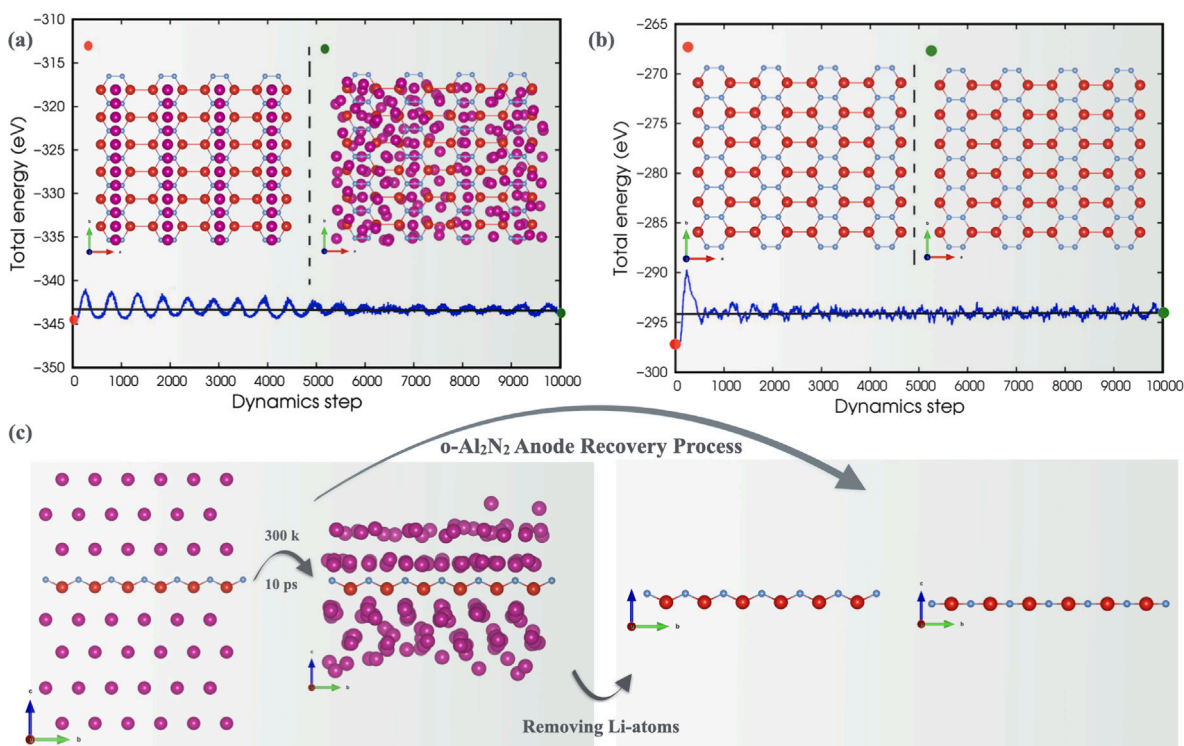 (a)
Total energy (eV)
−310
−315
−320
−325
−330
−335
−340
−345
−350
b
a
b
a
0 1000 2000 3000 4000 5000 6000 7000 8000 9000 10000
Dynamics step
(b)
Total energy (eV)
−265
−270
−275
−280
−285
−290
−295
−300
b
a
b
a
0 1000 2000 3000 4000 5000 6000 7000 8000 9000 10000
Dynamics step
(c)
o-Al₂N₂ Anode Recovery Process
300 k
10 ps
c
b
c
b
Removing Li-atoms
c
b
c
b